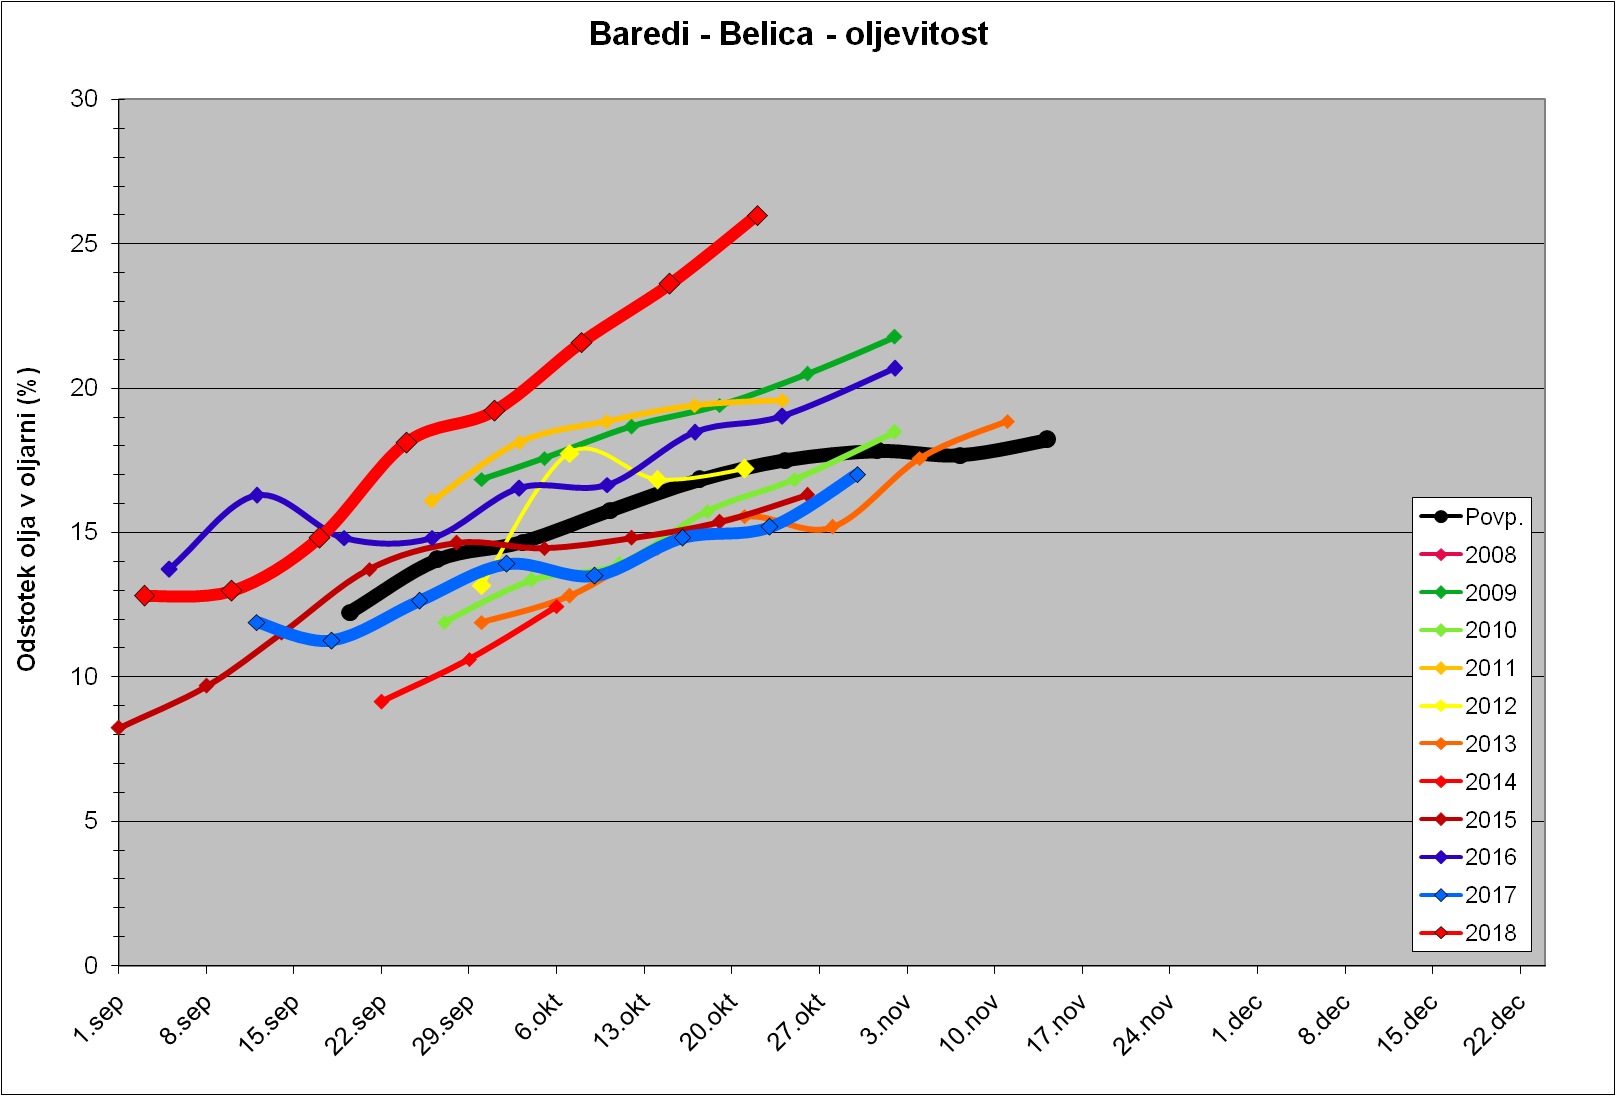 Baredi - Belica - oljevitost
Odstotek olja v oljarni (%)
30
25
20
15
10
5
0
1.sep
8.sep
15.sep
22.sep
29.sep
6.okt
13.okt
20.okt
27.okt
3.nov
10.nov
17.nov
24.nov
1.dec
8.dec
15.dec
22.dec
Povp.
2008
2009
2010
2011
2012
2013
2014
2015
2016
2017
2018